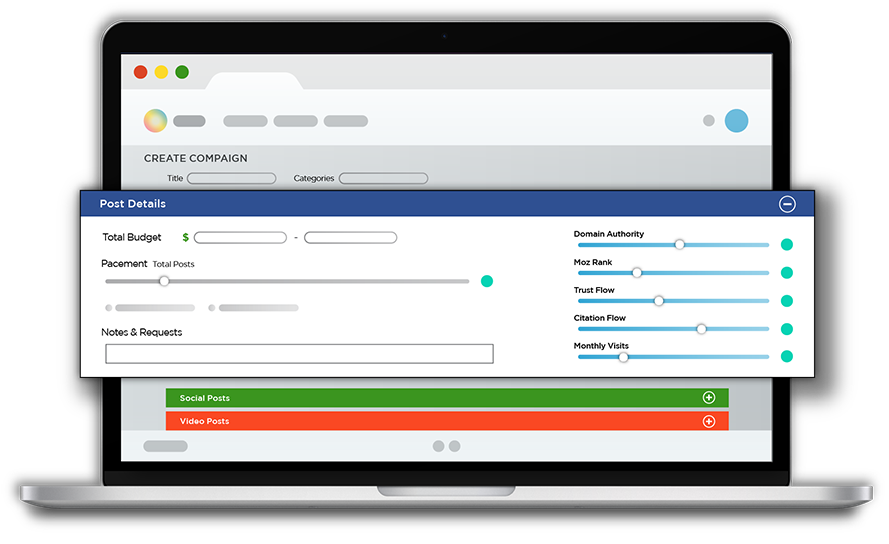 CREATE COMPAIGN
Title Categories
Post Details
Total Budget $ -
Pacement Total Posts
Notes & Requests
Domain Authority
Moz Rank
Trust Flow
Citation Flow
Monthly Visits
Social Posts
Video Posts